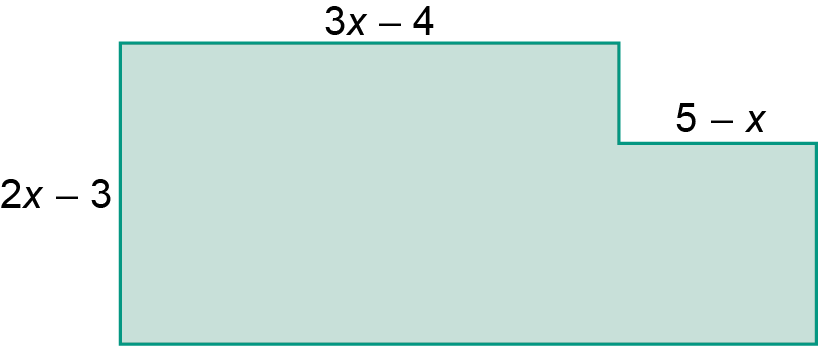 3x – 4
5 – x
2x – 3